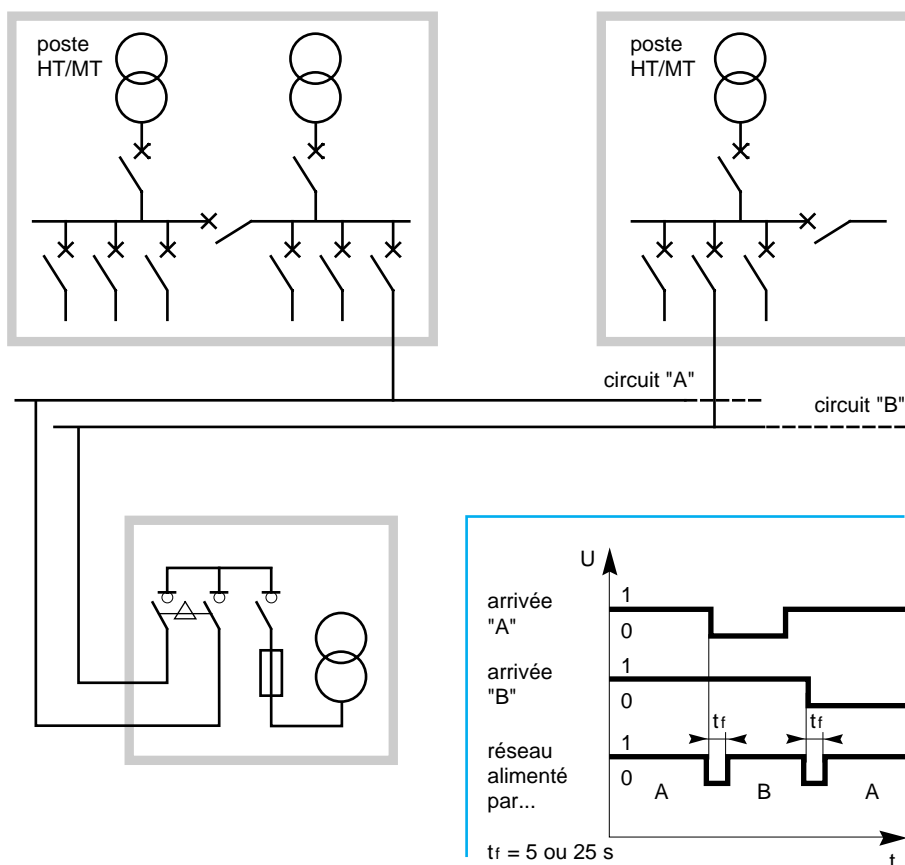 poste
HT/MT
poste
HT/MT
circuit "A"
circuit "B"
U
arrivée
"A"
1
0
arrivée
"B"
1
0
tf
tf
réseau
alimenté
par...
1
0
A
B
A
tf = 5 ou 25 s
t